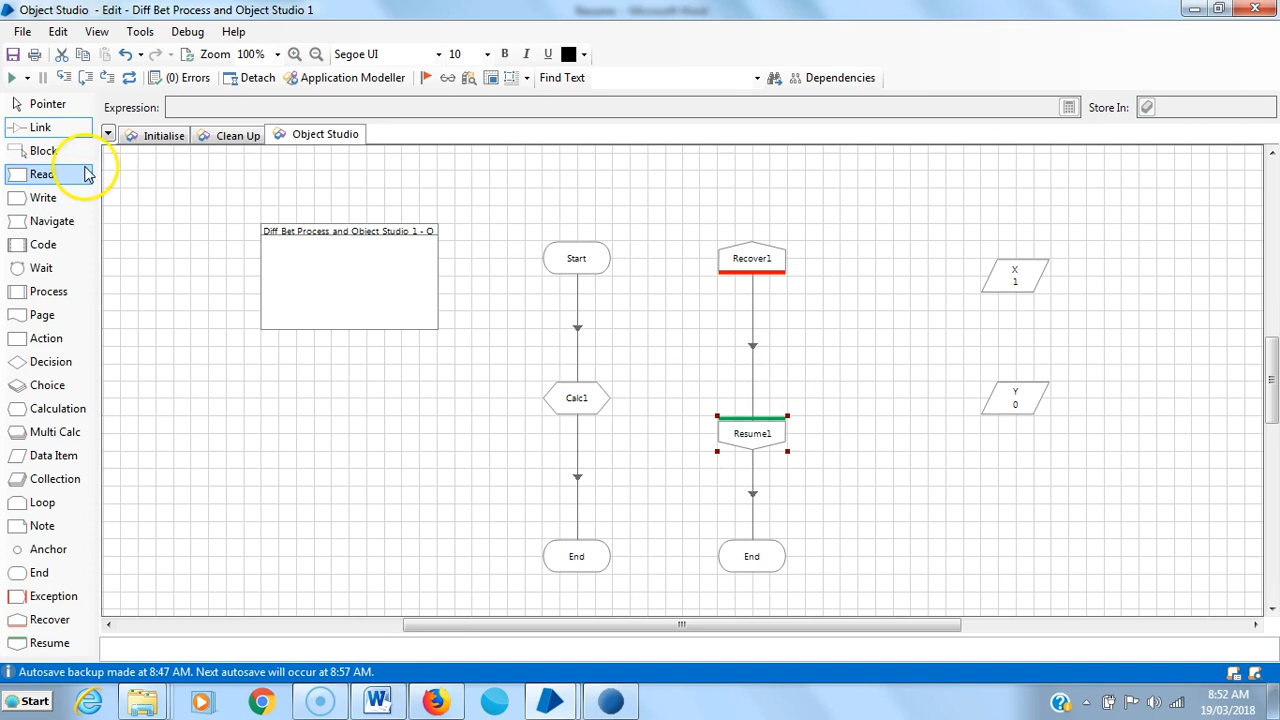 Object Studio - Edit - Diff Bet Process and Object Studio 1
Resume - Microsoft Word
File Edit View Tools Debug Help
Zoom 100% Segoe UI 10 B I U
(0) Errors Detach Application Modeller Find Text Dependencies
Pointer
Expression: Store In:
Link
Initialise Clean Up Object Studio
Block
Read
Write
Navigate
Code
Wait
Process
Page
Action
Decision
Choice
Calculation
Multi Calc
Data Item
Collection
Loop
Note
Anchor
End
Exception
Recover
Resume
Diff Bet Process and Object Studio 1 - O
Start
Calc1
End
Recover1
Resume1
End
X
1
Y
0
Autosave backup made at 8:47 AM. Next autosave will occur at 8:57 AM.
Start
8:52 AM
19/03/2018